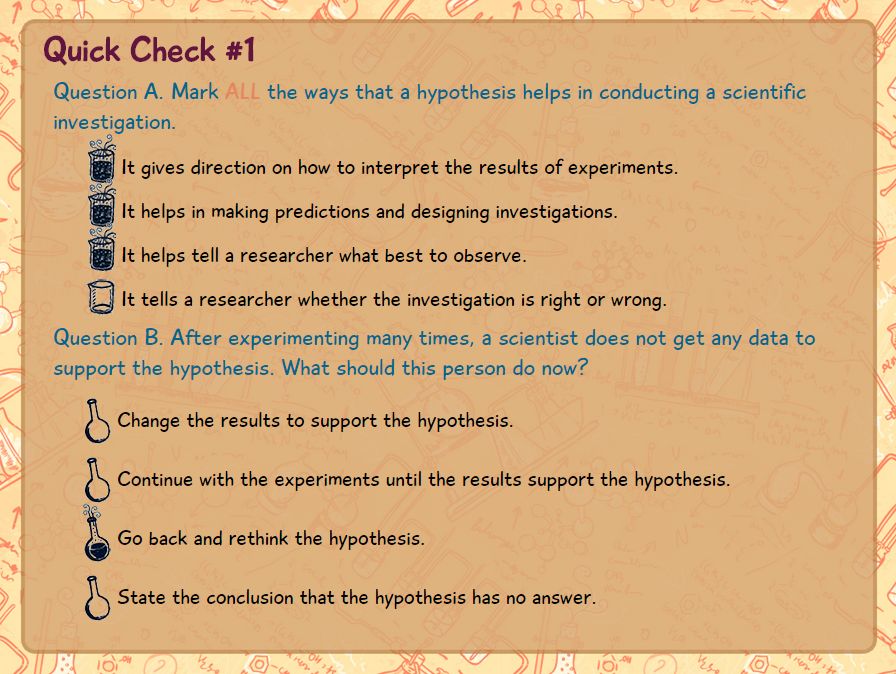 Quick Check #1
Question A. Mark ALL the ways that a hypothesis helps in conducting a scientific
investigation.
It gives direction on how to interpret the results of experiments.
It helps in making predictions and designing investigations.
It helps tell a researcher what best to observe.
It tells a researcher whether the investigation is right or wrong.
Question B. After experimenting many times, a scientist does not get any data to
support the hypothesis. What should this person do now?
Change the results to support the hypothesis.
Continue with the experiments until the results support the hypothesis.
Go back and rethink the hypothesis.
State the conclusion that the hypothesis has no answer.